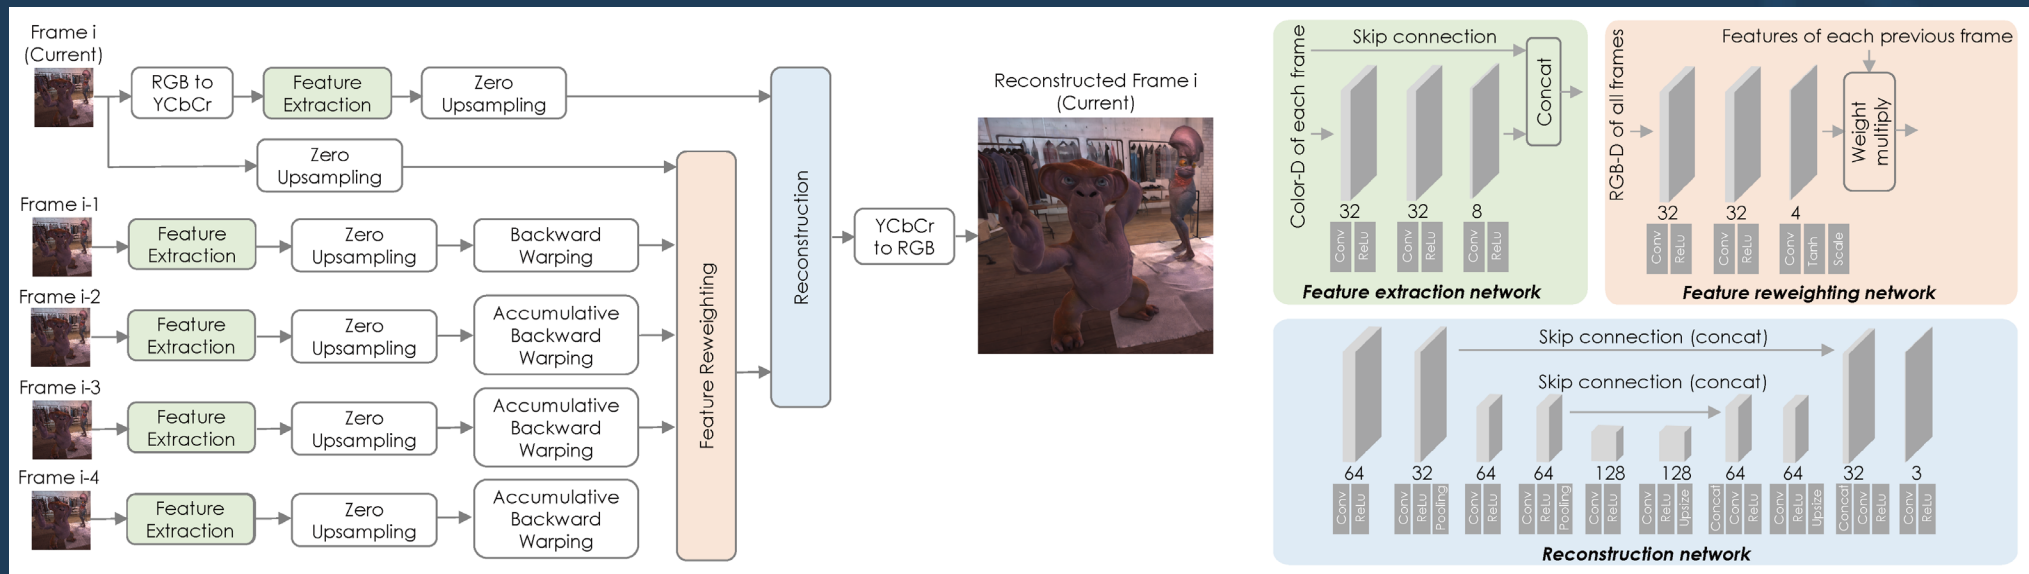 Frame i
(Current)
RGB to
YCbCr
Feature
Extraction
Zero
Upsampling
Zero
Upsampling
Frame i-1
Feature
Extraction
Zero
Upsampling
Backward
Warping
Frame i-2
Feature
Extraction
Zero
Upsampling
Accumulative
Backward
Warping
Frame i-3
Feature
Extraction
Zero
Upsampling
Accumulative
Backward
Warping
Frame i-4
Feature
Extraction
Zero
Upsampling
Accumulative
Backward
Warping
Feature Reweighting
Reconstruction
YCbCr
to RGB
Reconstructed Frame i
(Current)
Color-D of each frame
Skip connection
Concat
32
32
8
Conv
ReLu
Conv
ReLu
Conv
ReLu
Feature extraction network
RGB-D of all frames
Features of each previous frame
Weight
multiply
32
32
4
Conv
ReLu
Conv
ReLu
Conv
Tanh
Scale
Feature reweighting network
Skip connection (concat)
Skip connection (concat)
64
32
64
64
128
128
64
64
32
3
Conv
ReLu
Conv
ReLu
Pooling
Conv
ReLu
Conv
ReLu
Pooling
Conv
ReLu
Conv
ReLu
Upsize
Concat
Conv
ReLu
Conv
ReLu
Upsize
Concat
Conv
ReLu
Conv
ReLu
Reconstruction network